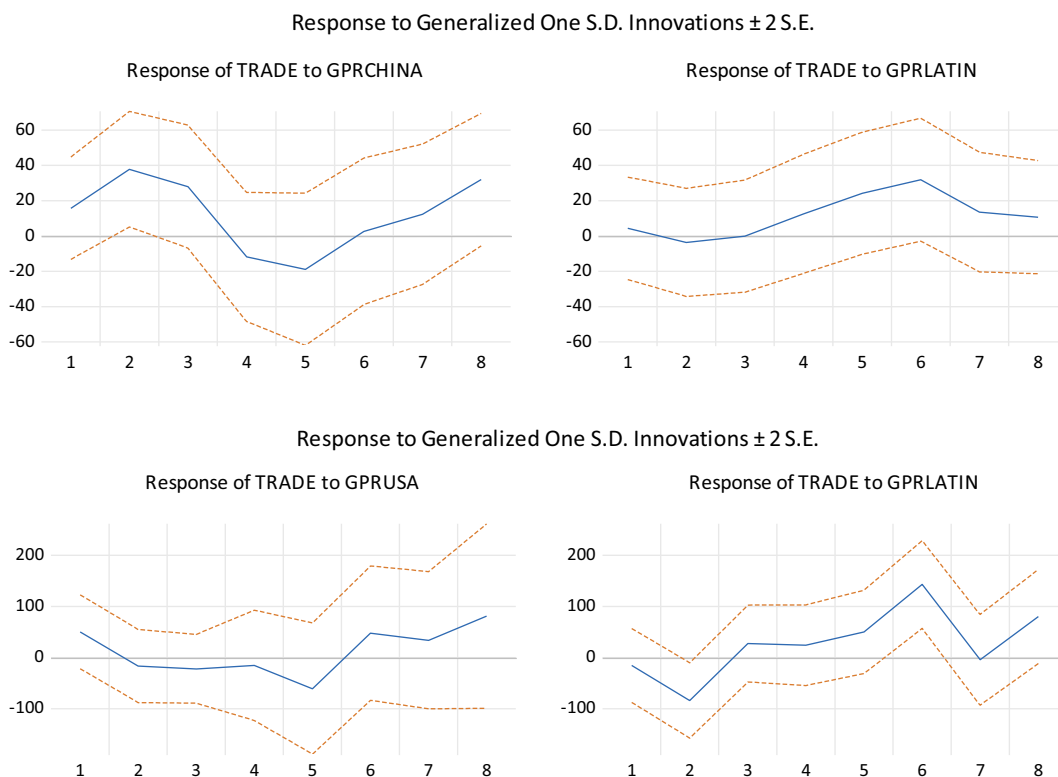 Response to Generalized One S.D. Innovations ± 2 S.E.
Response of TRADE to GPRCHINA
60
40
20
0
-20
-40
-60
1 2 3 4 5 6 7 8
Response of TRADE to GPRLATIN
60
40
20
0
-20
-40
-60
1 2 3 4 5 6 7 8
Response to Generalized One S.D. Innovations ± 2 S.E.
Response of TRADE to GPRUSA
200
100
0
-100
1 2 3 4 5 6 7 8
Response of TRADE to GPRLATIN
200
100
0
-100
1 2 3 4 5 6 7 8